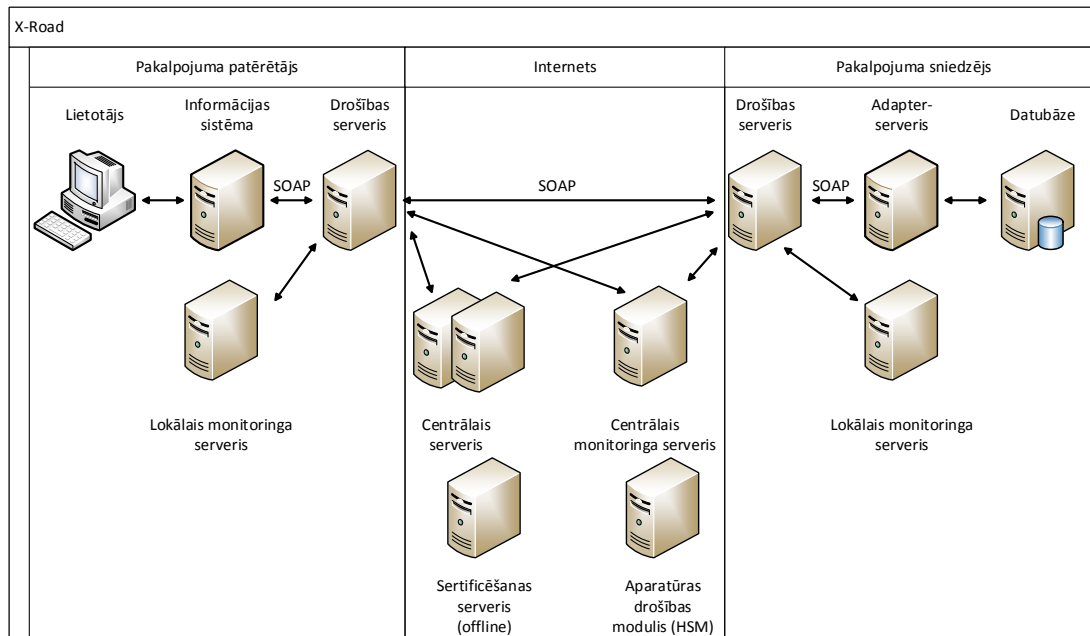 X-Road
Pakalpojuma patērētājs
Internets
Pakalpojuma sniedzējs
Lietotājs
Informācijas
sistēma
Drošības
serveris
Drošības
serveris
Adapter-
serveris
Datubāze
SOAP
SOAP
SOAP
Lokālais monitoringa
serveris
Centrālais
serveris
Centrālais
monitoringa serveris
Lokālais monitoringa
serveris
Sertificēšanas
serveris
(offline)
Aparatūras
drošības
modulis (HSM)